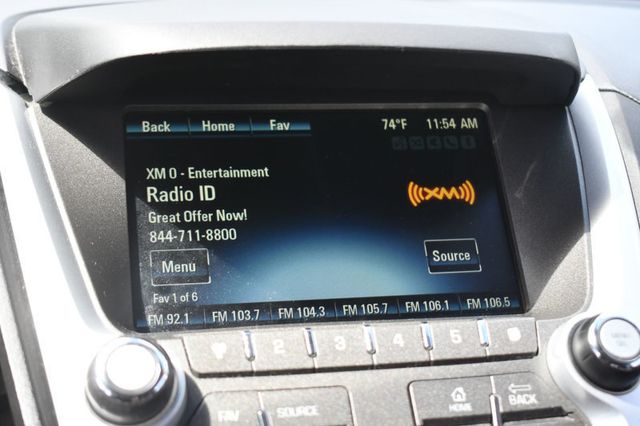 Back Home Fav 74°F 11:54 AM
XM 0 - Entertainment
Radio ID
((XM))
Great Offer Now!
844-711-8800
Menu
Source
Fav 1 of 6
FM 92.1 FM 103.7 FM 104.3 FM 105.7 FM 106.1 FM 106.5
2 3 4 5
FAV SOURCE HOME BACK
MENU